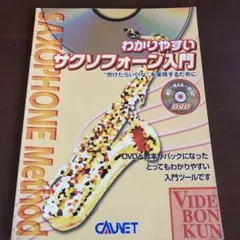 SAXOPHONE Method
わかりやすい
サクソフォーン入門
"吹けたらいいな"を実現するために
DVD
DVDと教本がパックになった
とってもわかりやすい
入門ツールです
VIDEO
BON
KUN